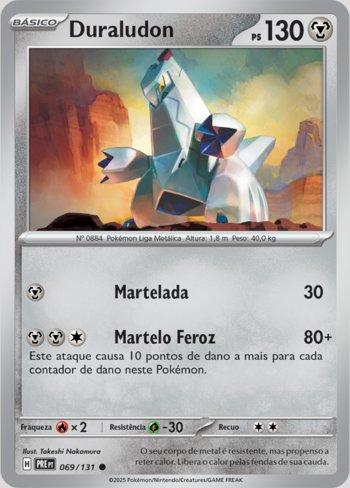 BÁSICO
Duraludon
PS 130
Nº 0884 Pokémon Liga Metálica Altura: 1,8 m Peso: 40,0 kg
Martelada 30
Martelo Feroz 80+
Este ataque causa 10 pontos de dano a mais para cada
contador de dano neste Pokémon.
Fraqueza × 2 Resistência -30 Recuo
Ilust. Takeshi Nakamura
H PRE PT 069/131
O seu corpo de metal é resistente, mas propenso a
reter calor. Libera o calor pelas fendas de sua cauda.
©2025 Pokémon/Nintendo/Creatures/GAME FREAK